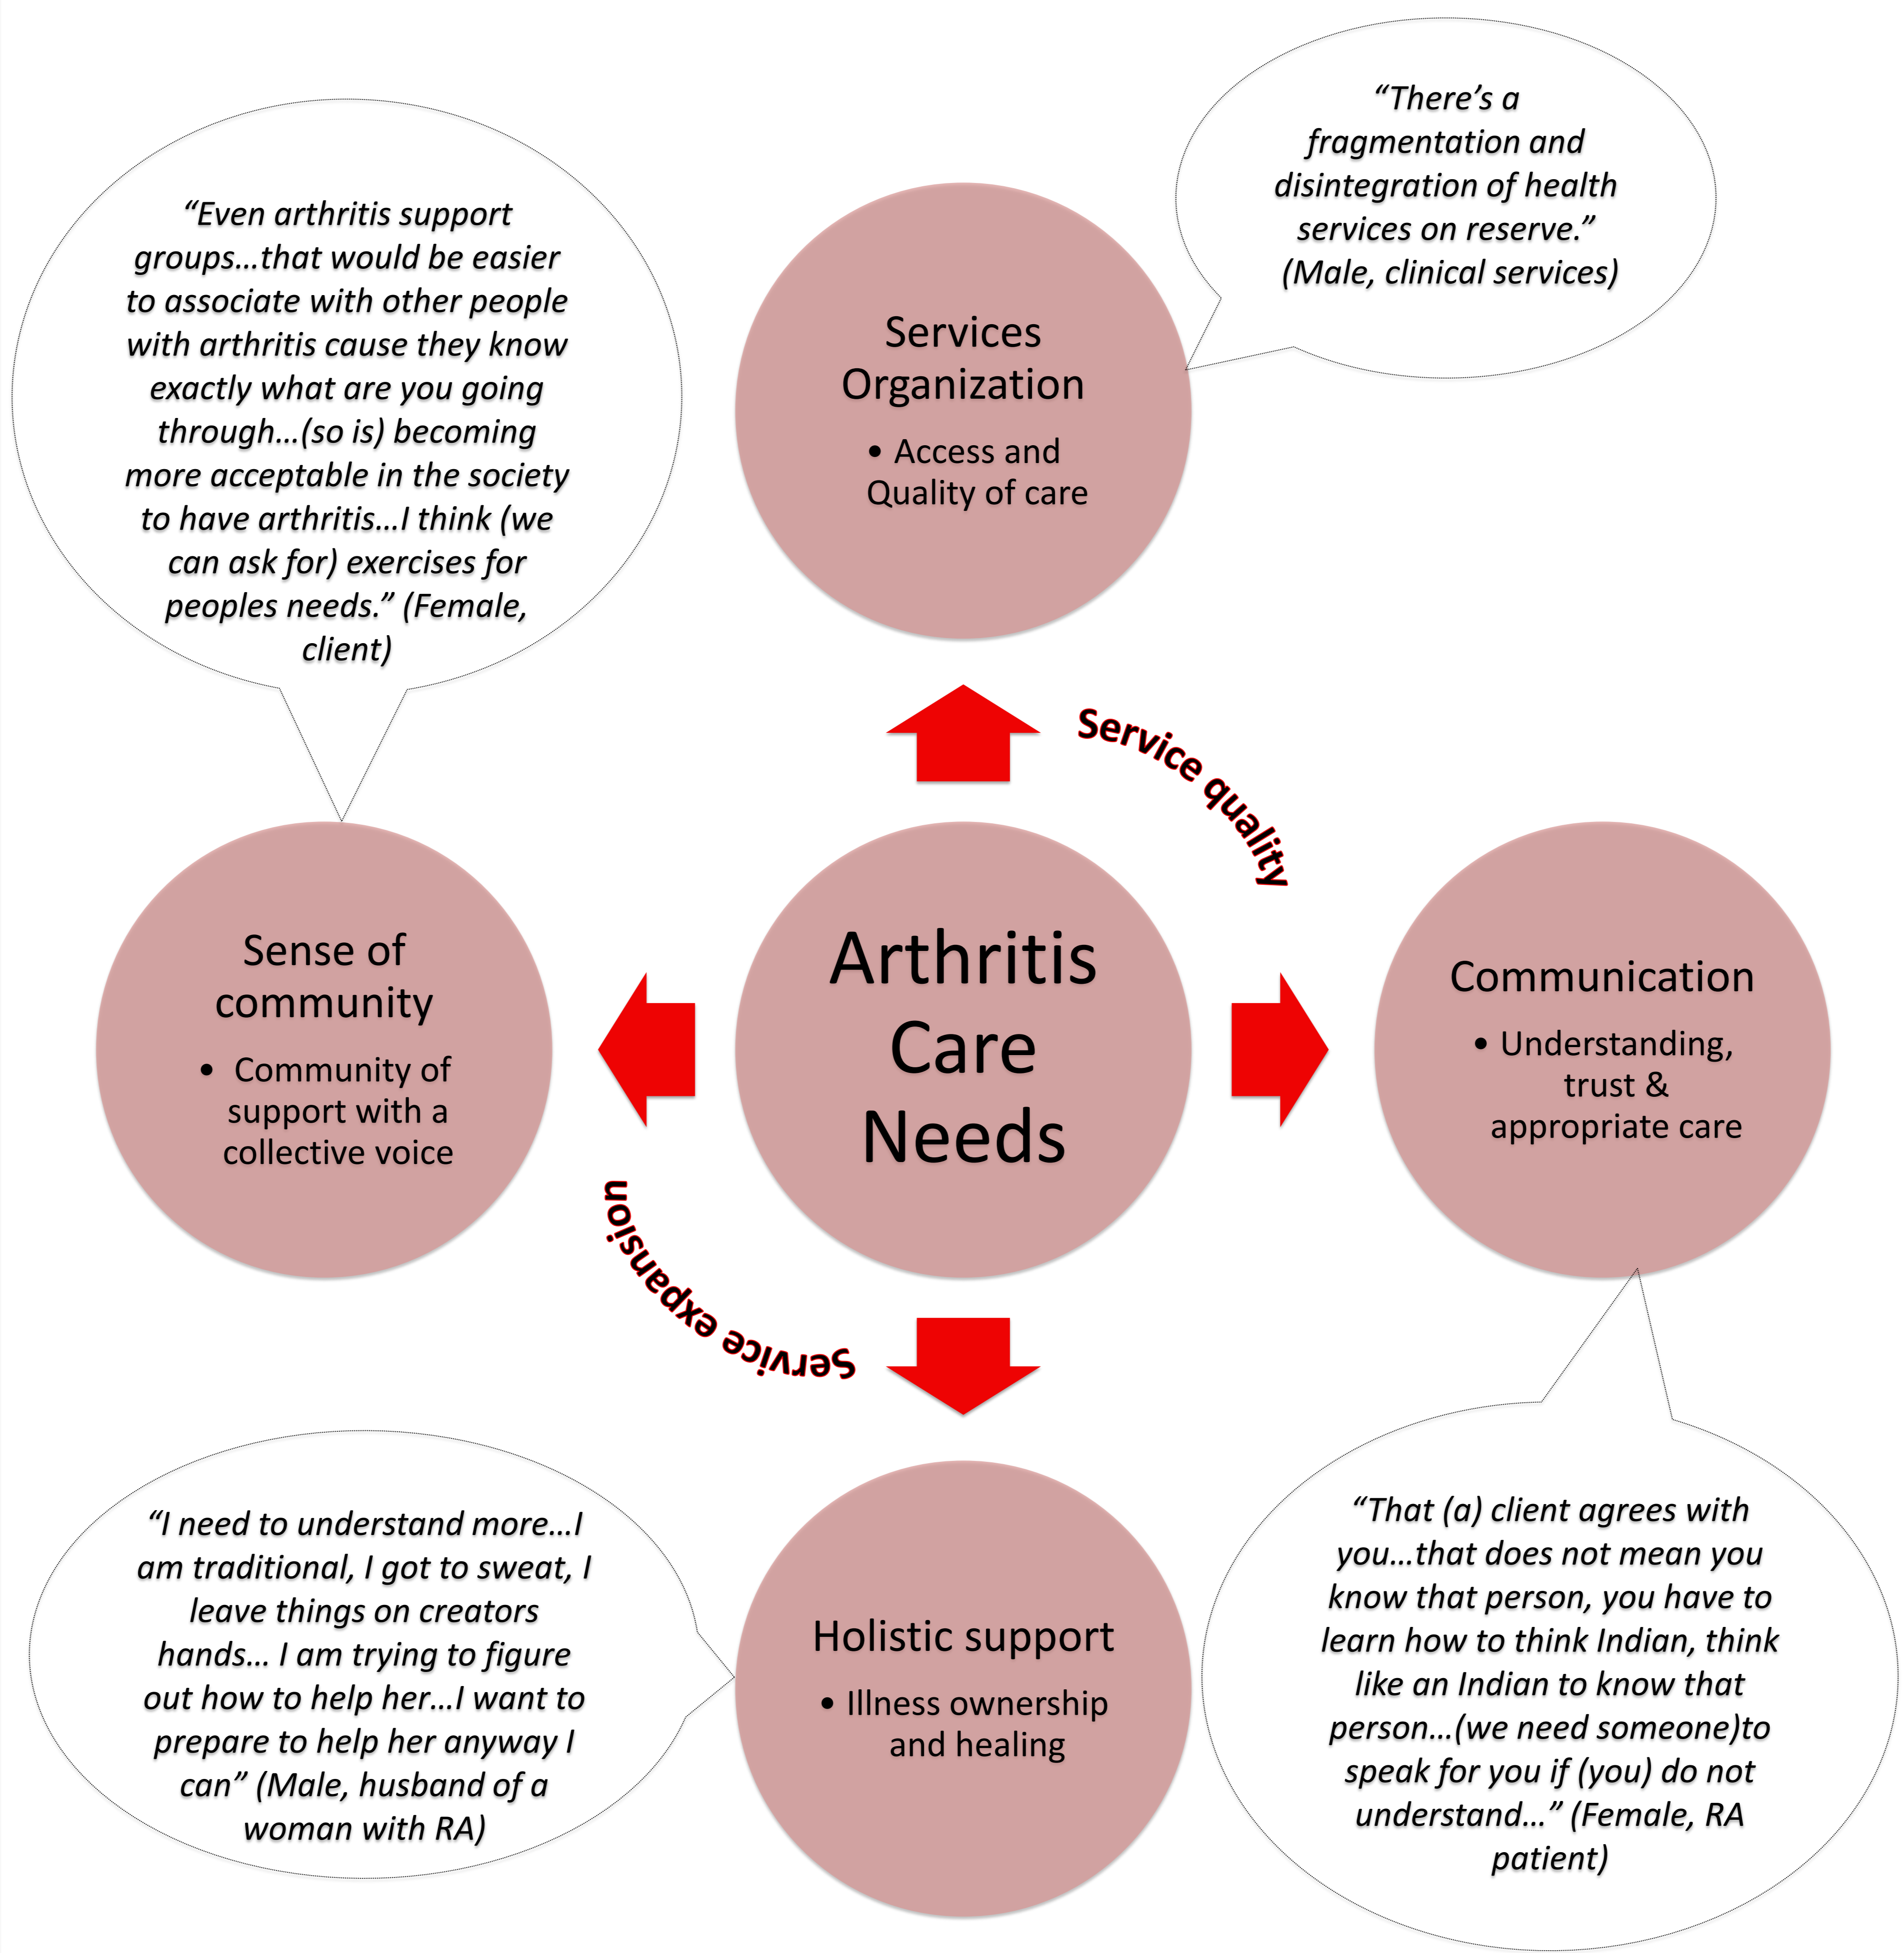 “There’s a
fragmentation and
disintegration of health
services on reserve.”
(Male, clinical services)
“Even arthritis support
groups...that would be easier
to associate with other people
with arthritis cause they know
exactly what are you going
through...(so is) becoming
more acceptable in the society
to have arthritis...I think (we
can ask for) exercises for
peoples needs.” (Female,
client)
Services
Organization
• Access and
Quality of care
Service quality
Sense of
community
• Community of
support with a
collective voice
Arthritis
Care
Needs
Communication
• Understanding,
trust &
appropriate care
Service expansion
“I need to understand more...I
am traditional, I got to sweat, I
leave things on creators
hands... I am trying to figure
out how to help her...I want to
prepare to help her anyway I
can” (Male, husband of a
woman with RA)
Holistic support
• Illness ownership
and healing
“That (a) client agrees with
you...that does not mean you
know that person, you have to
learn how to think Indian, think
like an Indian to know that
person...(we need someone)to
speak for you if (you) do not
understand...” (Female, RA
patient)